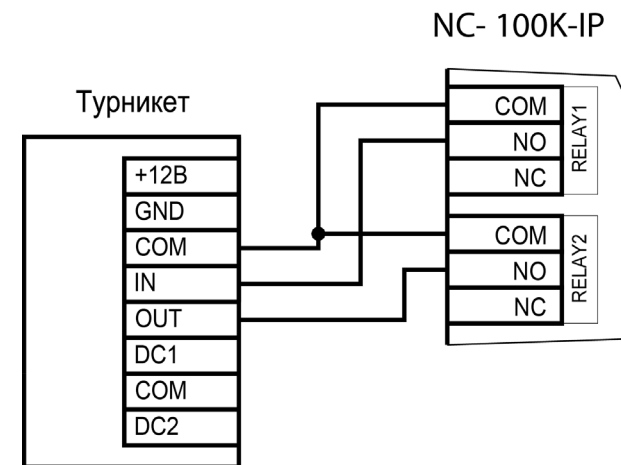 NC- 100K-IP
Турникет
+12В
GND
COM
IN
OUT
DC1
COM
DC2
COM
NO
NC
RELAY1
COM
NO
NC
RELAY2